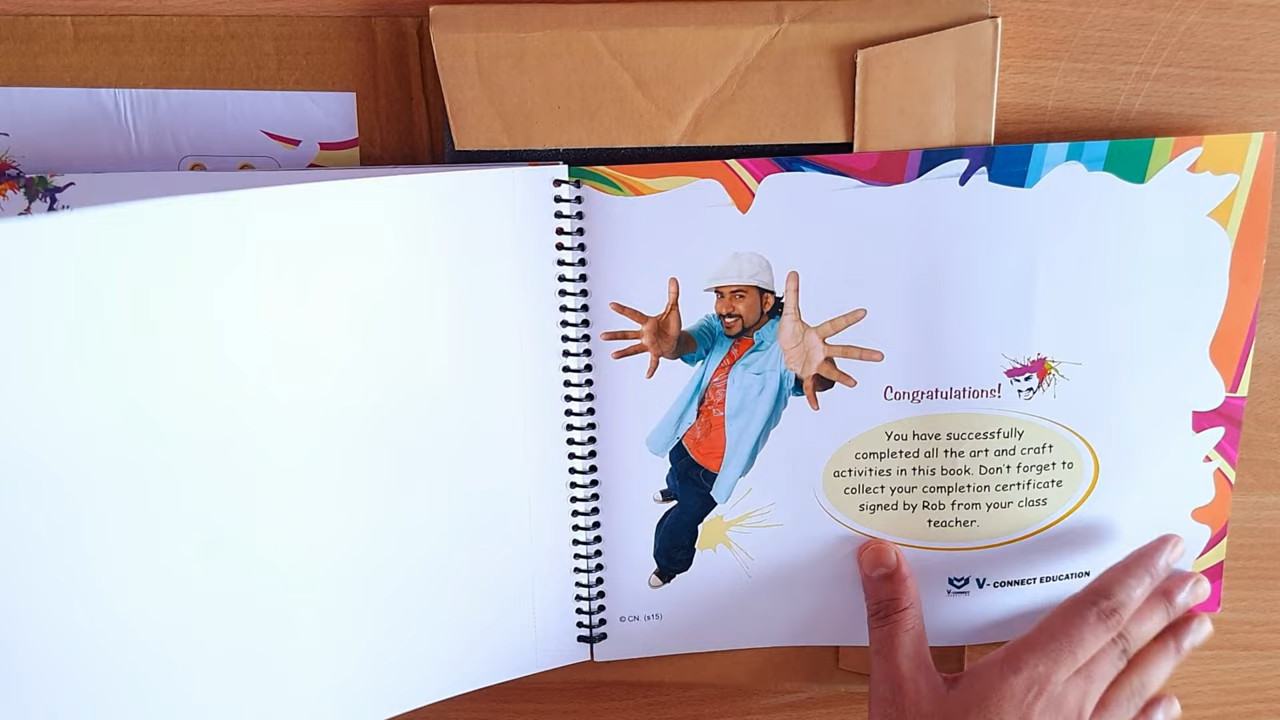 Congratulations!
You have successfully
completed all the art and craft
activities in this book. Don't forget to
collect your completion certificate
signed by Rob from your class
teacher.
V-CONNECT
V- CONNECT EDUCATION
© CN. (s15)